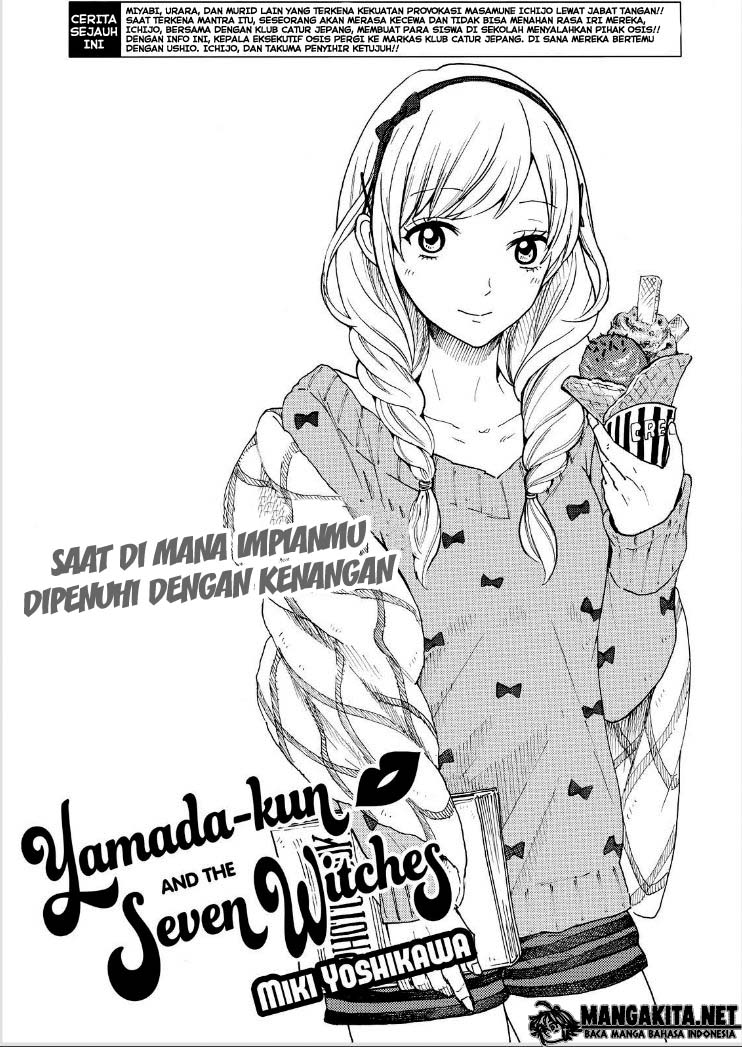 CERITA
SEJAUH
INI
MIYABI, URARA, DAN MURID LAIN YANG TERKENA KEKUATAN PROVOKASI MASAMUNE ICHIJO LEWAT JABAT TANGAN!!
SAAT TERKENA MANTRA ITU, SESEORANG AKAN MERASA KECEWA DAN TIDAK BISA MENAHAN RASA IRI MEREKA,
ICHIJO, BERSAMA DENGAN KLUB CATUR JEPANG, MEMBUAT PARA SISWA DI SEKOLAH MENYALAHKAN PIHAK OSIS!!
DENGAN INFO INI, KEPALA EKSEKUTIF OSIS PERGI KE MARKAS KLUB CATUR JEPANG. DI SANA MEREKA BERTEMU
DENGAN USHIO. ICHIJO, DAN TAKUMA PENYIHIR KETUJUH!!
CRE
SAAT DI MANA IMPIANMU
DIPENUHI DENGAN KENANGAN
Yamada-kun
AND THE
Seven Witches
MIKI YOSHIKAWA
MANGAKITA.NET
BACA MANGA BAHASA INDONESIA